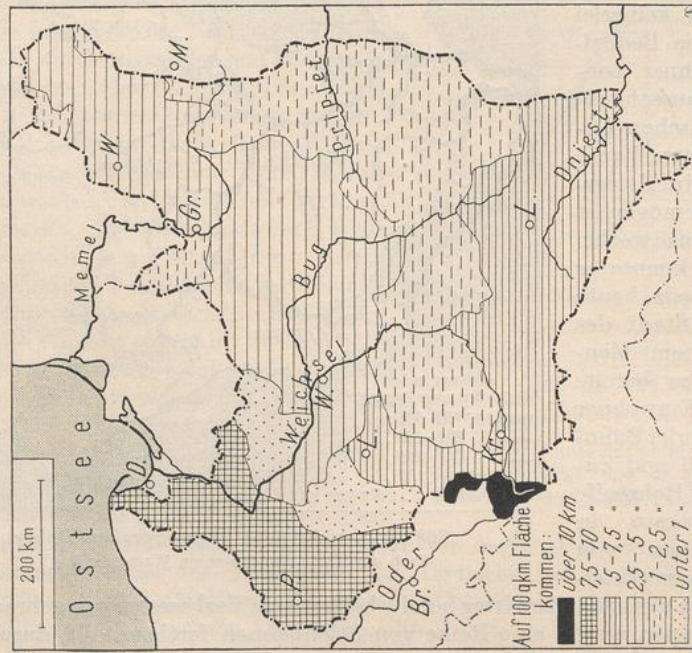 200 km
Ostsee
Memel
D.
W.
M.
Gr.
P.
Weichsel
Bug
W.
Pripjet
L.
Oder
Br.
Kr.
L.
Dnjestr
Auf 100 qkm Fläche
kommen:
über 10 km
7,5–10 "
5–7,5 "
2,5–5 "
1–2,5 "
unter 1 "